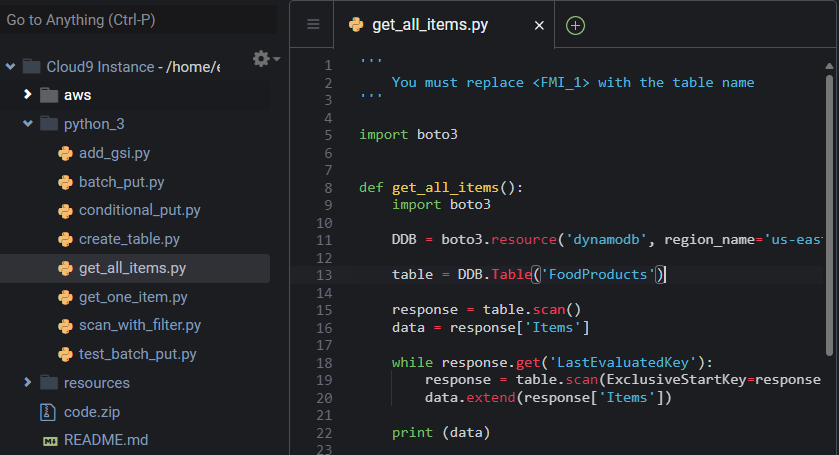 Go to Anything (Ctrl-P)
Cloud9 Instance - /home/e
aws
python_3
add_gsi.py
batch_put.py
conditional_put.py
create_table.py
get_all_items.py
get_one_item.py
scan_with_filter.py
test_batch_put.py
resources
code.zip
README.md
get_all_items.py
1 '''
2     You must replace <FMI_1> with the table name
3 '''
4
5 import boto3
6
7
8 def get_all_items():
9     import boto3
10
11     DDB = boto3.resource('dynamodb', region_name='us-east
12
13     table = DDB.Table('FoodProducts')
14
15     response = table.scan()
16     data = response['Items']
17
18     while response.get('LastEvaluatedKey'):
19         response = table.scan(ExclusiveStartKey=response
20         data.extend(response['Items'])
21
22     print (data)
23